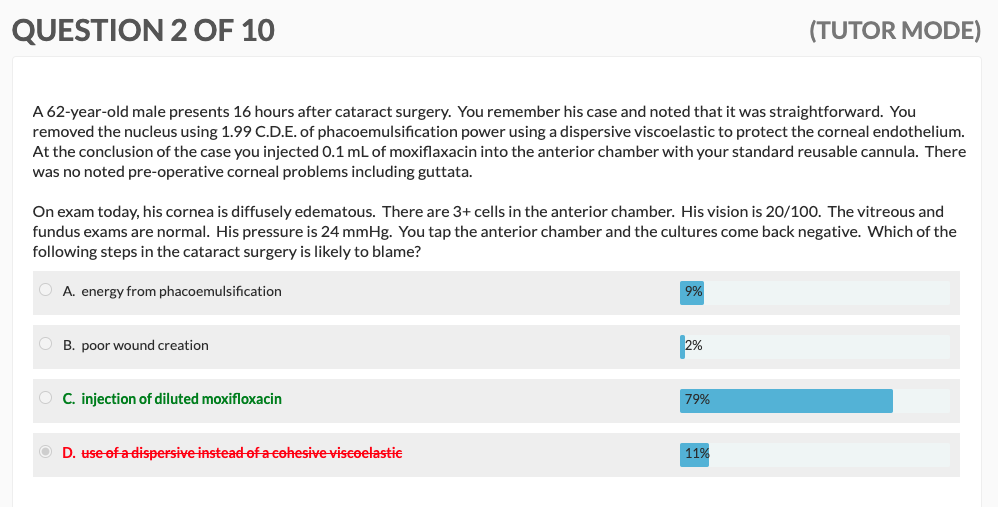 QUESTION 2 OF 10
(TUTOR MODE)
A 62-year-old male presents 16 hours after cataract surgery. You remember his case and noted that it was straightforward. You
removed the nucleus using 1.99 C.D.E. of phacoemulsification power using a dispersive viscoelastic to protect the corneal endothelium.
At the conclusion of the case you injected 0.1 mL of moxiflaxacin into the anterior chamber with your standard reusable cannula. There
was no noted pre-operative corneal problems including guttata.
On exam today, his cornea is diffusely edematous. There are 3+ cells in the anterior chamber. His vision is 20/100. The vitreous and
fundus exams are normal. His pressure is 24 mmHg. You tap the anterior chamber and the cultures come back negative. Which of the
following steps in the cataract surgery is likely to blame?
A. energy from phacoemulsification
9%
B. poor wound creation
2%
C. injection of diluted moxifloxacin
79%
D. use of a dispersive instead of a cohesive viscoelastic
11%